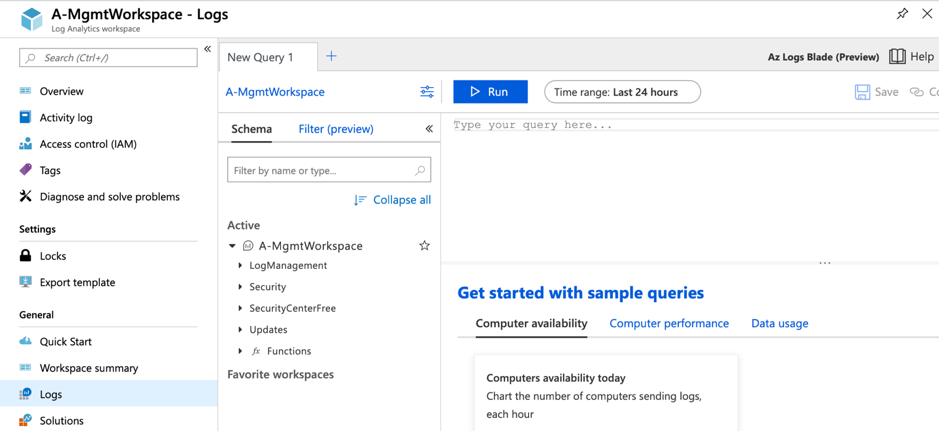 A-MgmtWorkspace - Logs
Log Analytics workspace
Search (Ctrl+/)
«
Overview
Activity log
Access control (IAM)
Tags
Diagnose and solve problems
Settings
Locks
Export template
General
Quick Start
Workspace summary
Logs
Solutions
New Query 1
+
Az Logs Blade (Preview)
Help
A-MgmtWorkspace
Run
Time range: Last 24 hours
Save
Co
Schema
Filter (preview)
«
Filter by name or type...
Collapse all
Active
A-MgmtWorkspace
LogManagement
Security
SecurityCenterFree
Updates
fx Functions
Favorite workspaces
Type your query here...
...
Get started with sample queries
Computer availability
Computer performance
Data usage
Computers availability today
Chart the number of computers sending logs,
each hour